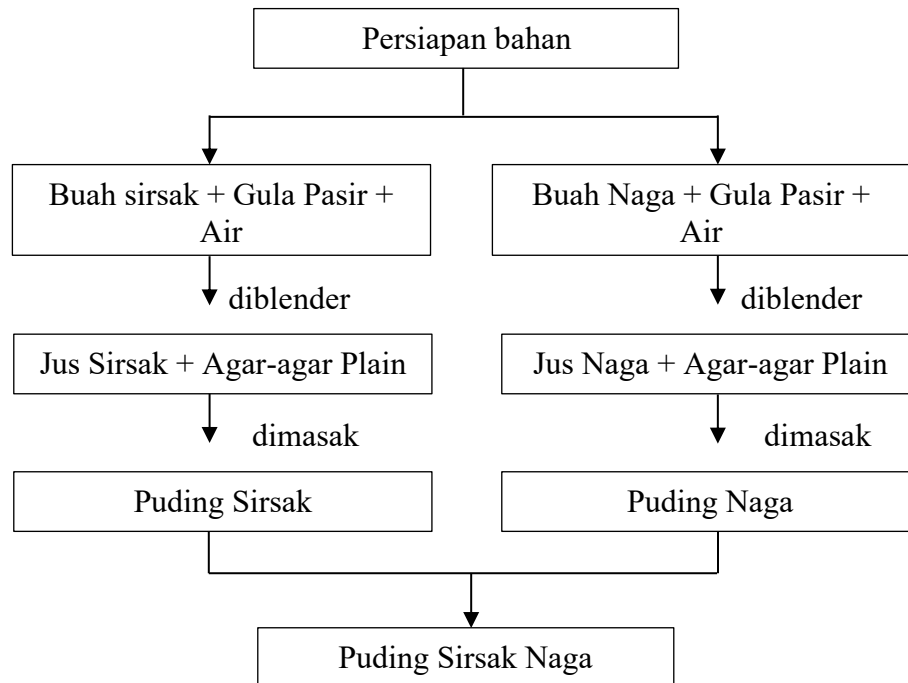 Persiapan bahan
Buah sirsak + Gula Pasir +
Air
Buah Naga + Gula Pasir +
Air
diblender
diblender
Jus Sirsak + Agar-agar Plain
Jus Naga + Agar-agar Plain
dimasak
dimasak
Puding Sirsak
Puding Naga
Puding Sirsak Naga